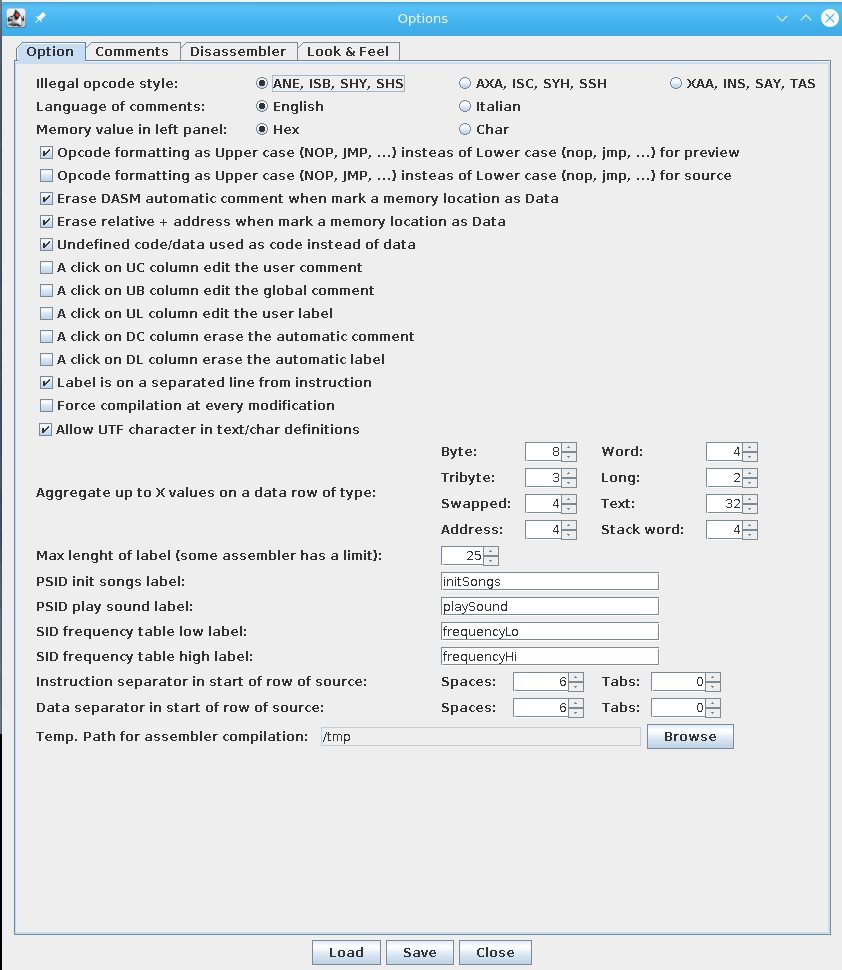 Options
Option Comments Disassembler Look & Feel
Illegal opcode style: ANE, ISB, SHY, SHS AXA, ISC, SYH, SSH XAA, INS, SAY, TAS
Language of comments: English Italian
Memory value in left panel: Hex Char
Opcode formatting as Upper case (NOP, JMP, ...) insteas of Lower case (nop, jmp, ...) for preview
Opcode formatting as Upper case (NOP, JMP, ...) insteas of Lower case (nop, jmp, ...) for source
Erase DASM automatic comment when mark a memory location as Data
Erase relative + address when mark a memory location as Data
Undefined code/data used as code instead of data
A click on UC column edit the user comment
A click on UB column edit the global comment
A click on UL column edit the user label
A click on DC column erase the automatic comment
A click on DL column erase the automatic label
Label is on a separated line from instruction
Force compilation at every modification
Allow UTF character in text/char definitions
Byte: 8 Word: 4
Tribyte: 3 Long: 2
Aggregate up to X values on a data row of type:
Swapped: 4 Text: 32
Address: 4 Stack word: 4
Max lenght of label (some assembler has a limit): 25
PSID init songs label: initSongs
PSID play sound label: playSound
SID frequency table low label: frequencyLo
SID frequency table high label: frequencyHi
Instruction separator in start of row of source: Spaces: 6 Tabs: 0
Data separator in start of row of source: Spaces: 6 Tabs: 0
Temp. Path for assembler compilation: /tmp Browse
Load Save Close